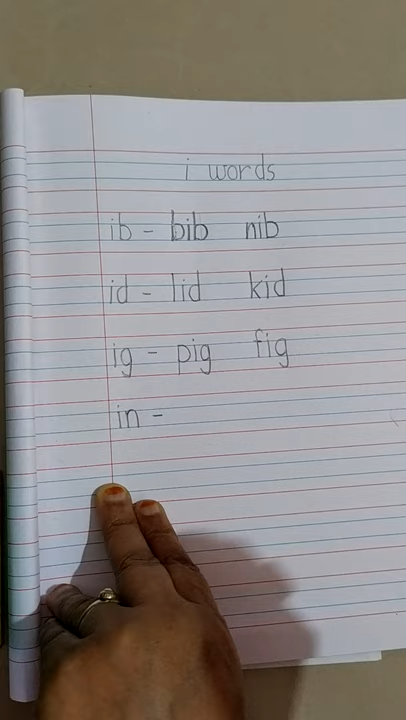 i words
ib - bib nib
id - lid kid
ig - pig fig
in -